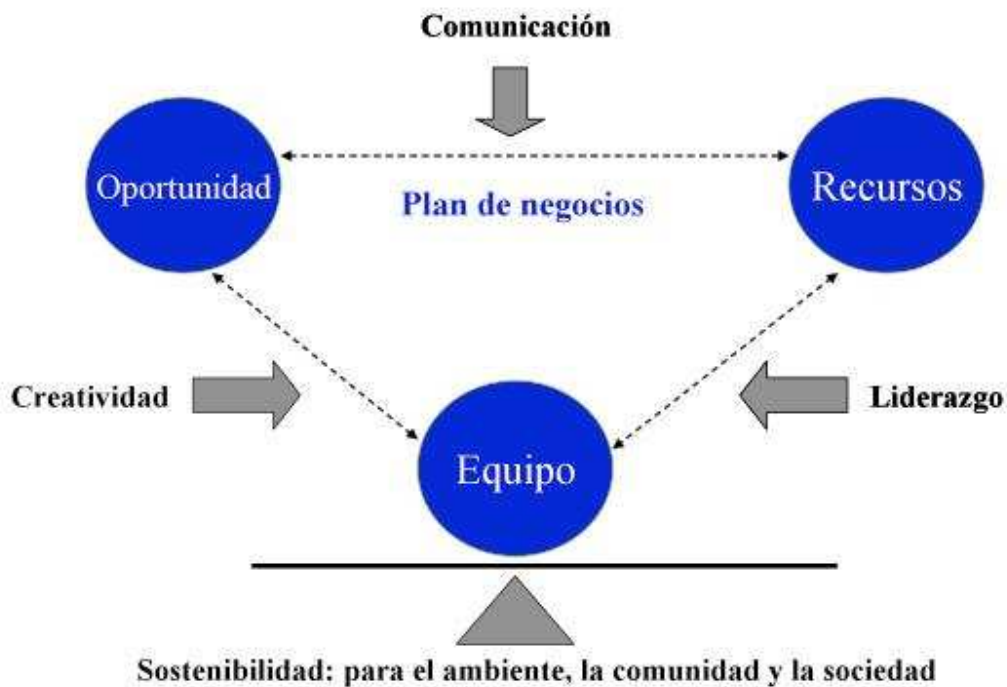 Comunicación
Oportunidad
Recursos
Plan de negocios
Creatividad
Liderazgo
Equipo
Sostenibilidad: para el ambiente, la comunidad y la sociedad